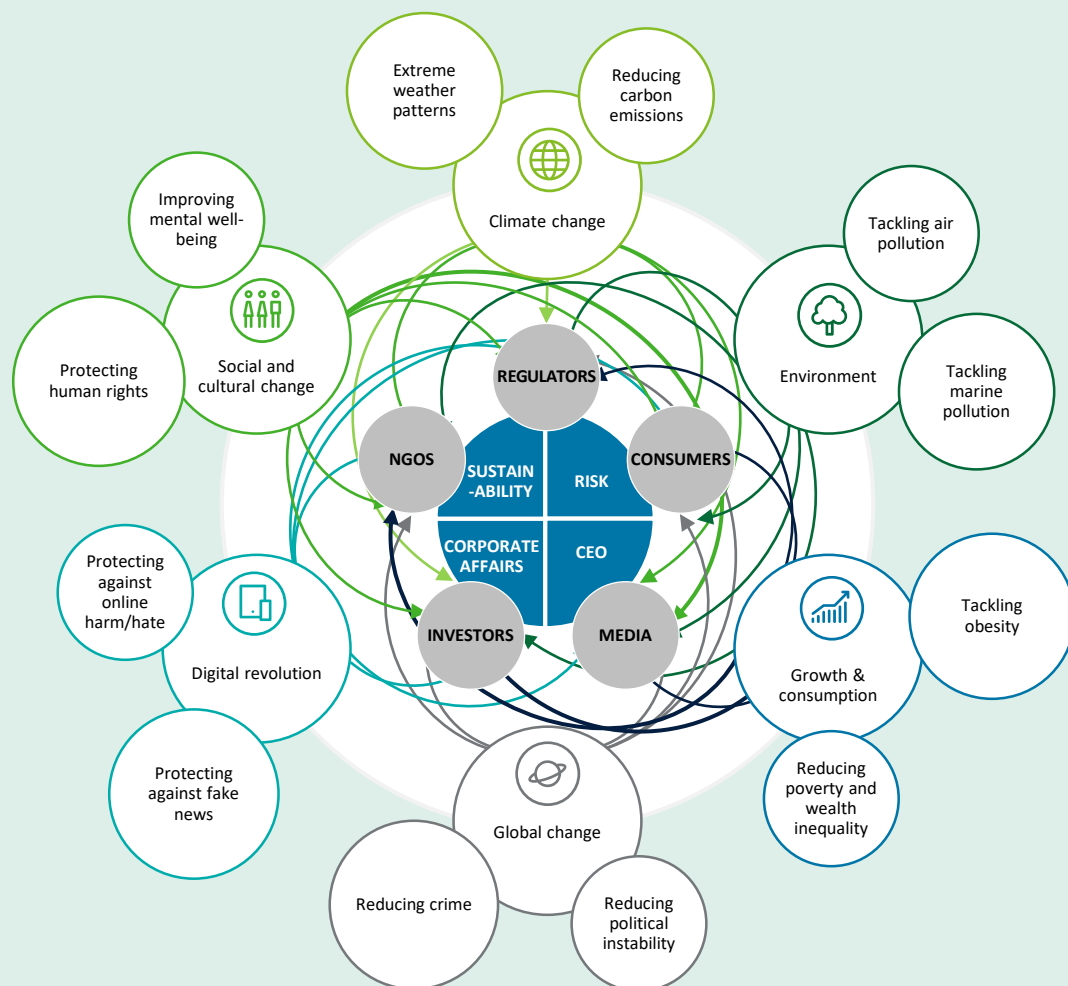 Extreme
weather
patterns
Reducing
carbon
emissions
Climate change
Improving
mental well-
being
Protecting
human rights
Social and
cultural change
Tackling air
pollution
Environment
Tackling
marine
pollution
REGULATORS
NGOS
CONSUMERS
SUSTAIN
-ABILITY
RISK
CORPORATE
AFFAIRS
CEO
INVESTORS
MEDIA
Protecting
against
online
harm/hate
Digital revolution
Protecting
against fake
news
Tackling
obesity
Growth &
consumption
Reducing
poverty and
wealth
inequality
Global change
Reducing crime
Reducing
political
instability